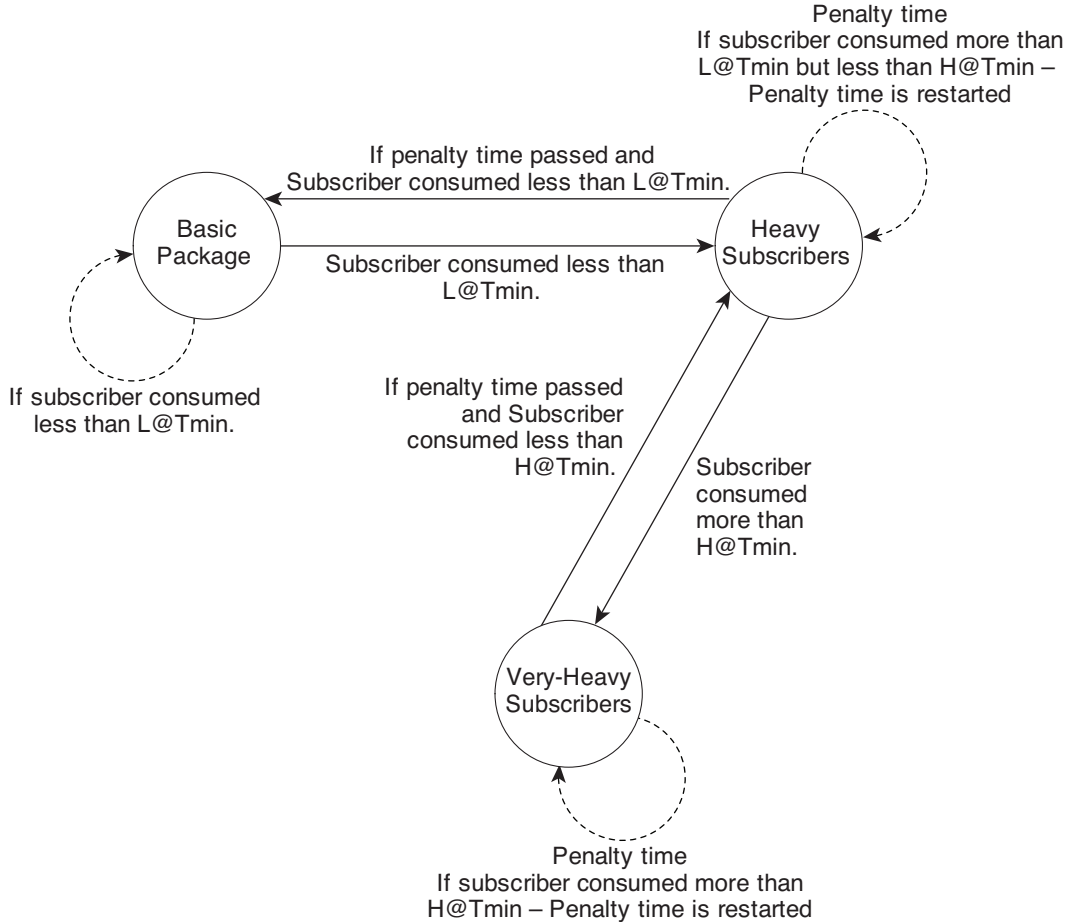 Penalty time
If subscriber consumed more than
L@Tmin but less than H@Tmin –
Penalty time is restarted
If penalty time passed and
Subscriber consumed less than L@Tmin.
Basic
Package
Heavy
Subscribers
Subscriber consumed less than
L@Tmin.
If subscriber consumed
less than L@Tmin.
If penalty time passed
and Subscriber
consumed less than
H@Tmin.
Subscriber
consumed
more than
H@Tmin.
Very-Heavy
Subscribers
Penalty time
If subscriber consumed more than
H@Tmin – Penalty time is restarted